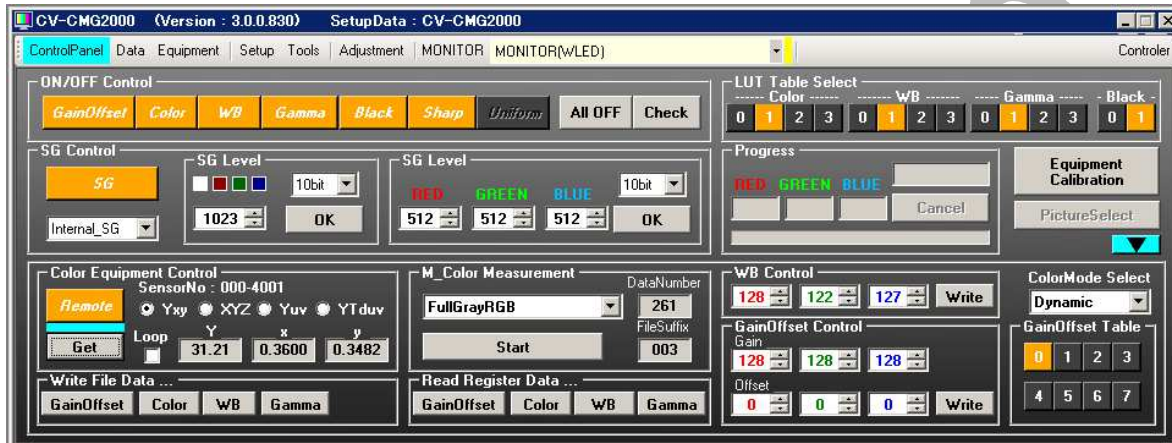 CV-CMG2000 (Version : 3.0.0.830) SetupData : CV-CMG2000
ControlPanel Data Equipment Setup Tools Adjustment MONITOR MONITOR(WLED) Controler
ON/OFF Control
GainOffset Color WB Gamma Black Sharp Uniform All OFF Check
LUT Table Select
------ Color ------ ------- WB ------- ----- Gamma ----- - Black -
0 1 2 3 0 1 2 3 0 1 2 3 0 1
SG Control
SG
Internal_SG
SG Level
10bit
1023 OK
SG Level
RED GREEN BLUE 10bit
512 512 512 OK
Progress
RED GREEN BLUE
Cancel
Equipment
Calibration
PictureSelect
Color Equipment Control
SensorNo : 000-4001
Remote Yxy XYZ Yuv YTduv
Get Loop Y x y
31.21 0.3600 0.3482
M_Color Measurement
DataNumber
FullGrayRGB 261
FileSuffix
Start 003
WB Control
128 122 127 Write
ColorMode Select
Dynamic
GainOffset Control
Gain
128 128 128
Offset
0 0 0 Write
GainOffset Table
0 1 2 3
4 5 6 7
Write File Data ...
GainOffset Color WB Gamma
Read Register Data ...
GainOffset Color WB Gamma